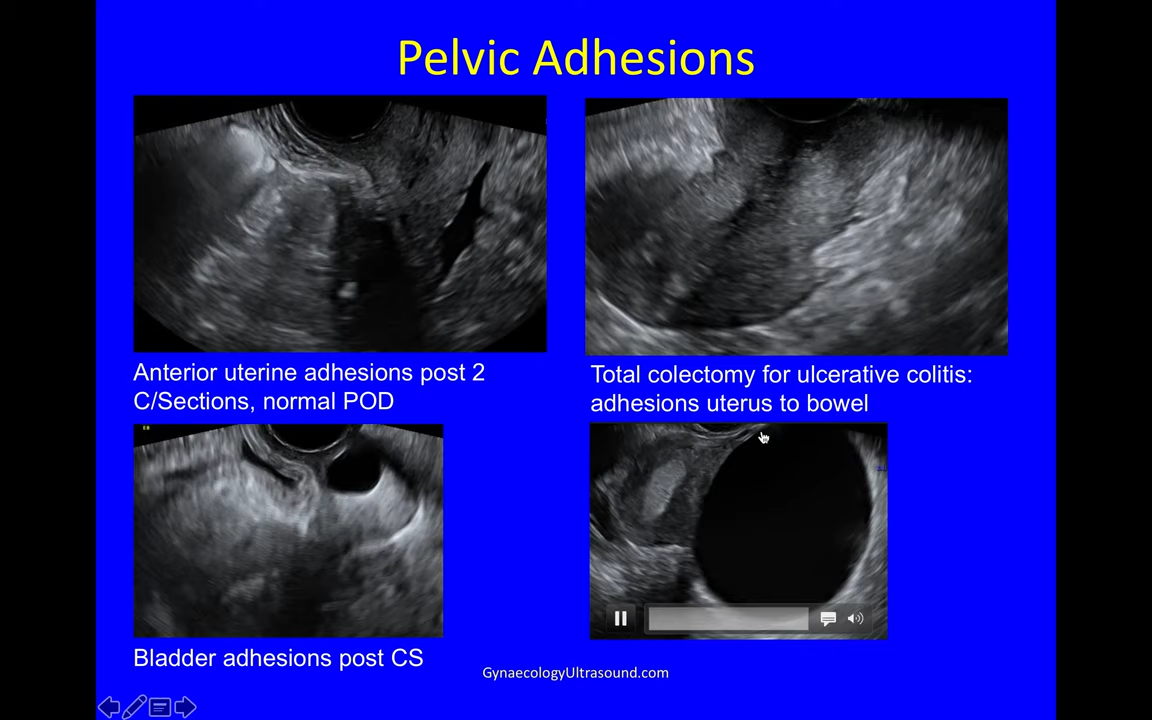 Pelvic Adhesions
Anterior uterine adhesions post 2
C/Sections, normal POD
Total colectomy for ulcerative colitis:
adhesions uterus to bowel
Bladder adhesions post CS
GynaecologyUltrasound.com